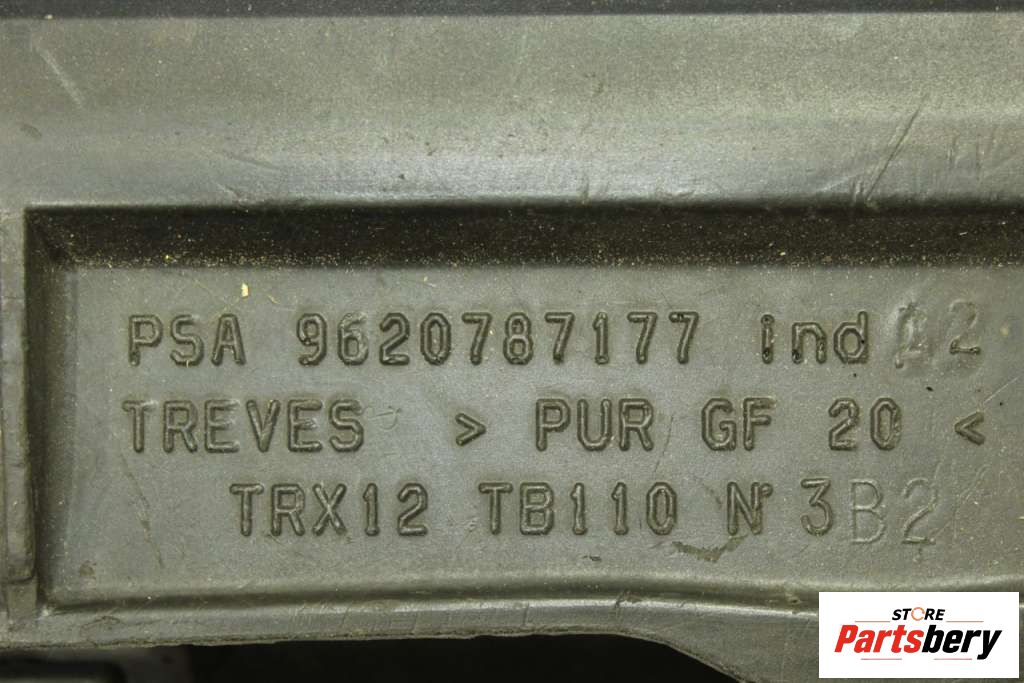 PSA 9620787177 ind A2
TREVES > PUR GF 20 <
TRX12 TB110 N° 3B2
STORE
Partsbery